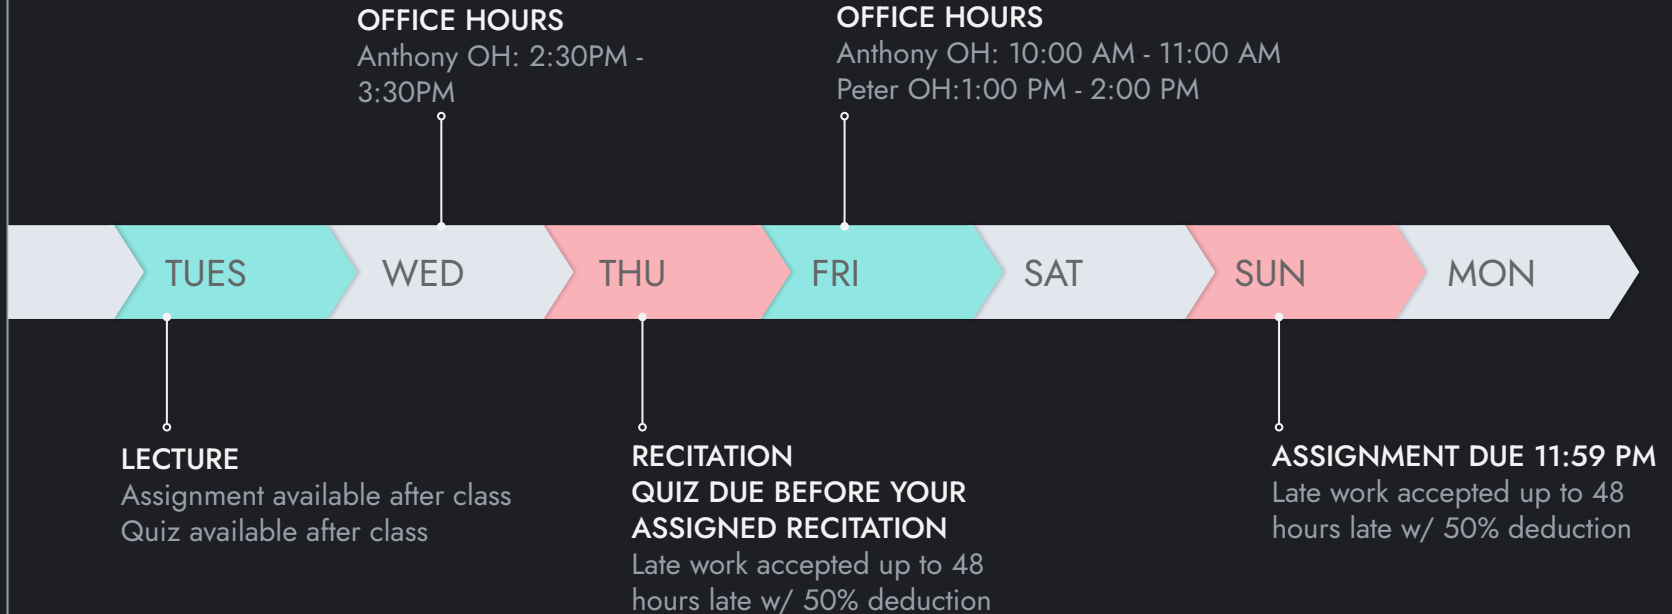 OFFICE HOURS
Anthony OH: 2:30PM -
3:30PM
OFFICE HOURS
Anthony OH: 10:00 AM - 11:00 AM
Peter OH:1:00 PM - 2:00 PM
TUES
WED
THU
FRI
SAT
SUN
MON
LECTURE
Assignment available after class
Quiz available after class
RECITATION
QUIZ DUE BEFORE YOUR
ASSIGNED RECITATION
Late work accepted up to 48
hours late w/ 50% deduction
ASSIGNMENT DUE 11:59 PM
Late work accepted up to 48
hours late w/ 50% deduction